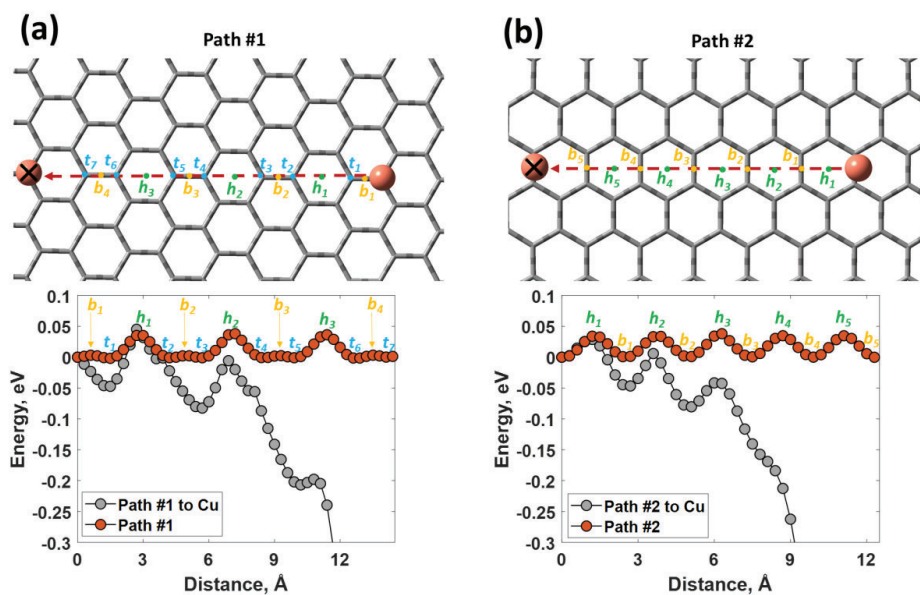 (a)
Path #1
t7 t6 t5 t4 t3 t2 t1
b4 h3 b3 h2 b2 h1 b1
Energy, eV
0.1
0.05
0
-0.05
-0.1
-0.15
-0.2
-0.25
-0.3
b1 h1 b2 h2 b3 h3 b4
t1 t2 t3 t4 t5 t6 t7
Path #1 to Cu
Path #1
0 3 6 9 12
Distance, Å
(b)
Path #2
b5 b4 b3 b2 b1
h5 h4 h3 h2 h1
Energy, eV
0.1
0.05
0
-0.05
-0.1
-0.15
-0.2
-0.25
-0.3
h1 h2 h3 h4 h5
b1 b2 b3 b4 b5
Path #2 to Cu
Path #2
0 3 6 9 12
Distance, Å